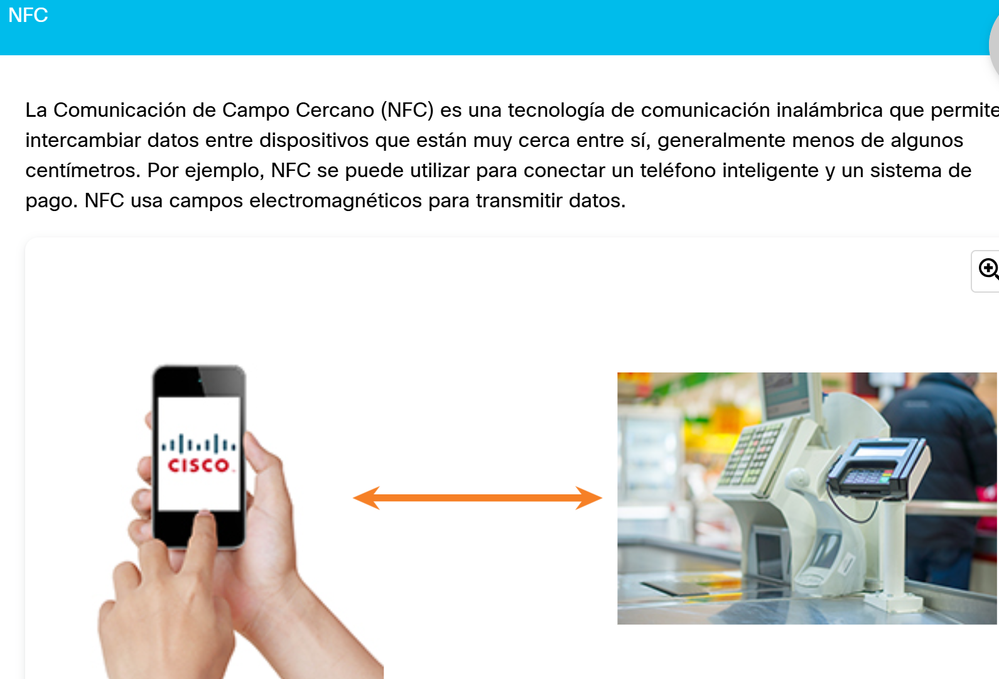 NFC
La Comunicación de Campo Cercano (NFC) es una tecnología de comunicación inalámbrica que permite
intercambiar datos entre dispositivos que están muy cerca entre sí, generalmente menos de algunos
centímetros. Por ejemplo, NFC se puede utilizar para conectar un teléfono inteligente y un sistema de
pago. NFC usa campos electromagnéticos para transmitir datos.
CISCO